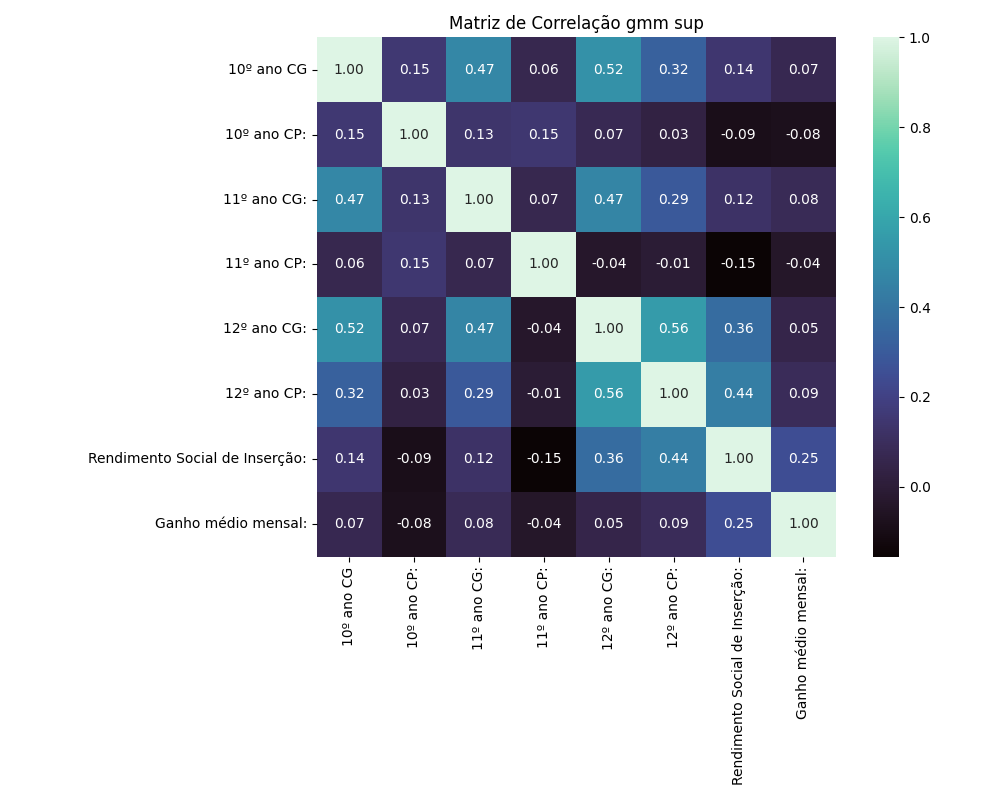 Matriz de Correlação gmm sup
10º ano CG 1.00 0.15 0.47 0.06 0.52 0.32 0.14 0.07
10º ano CP: 0.15 1.00 0.13 0.15 0.07 0.03 -0.09 -0.08
11º ano CG: 0.47 0.13 1.00 0.07 0.47 0.29 0.12 0.08
11º ano CP: 0.06 0.15 0.07 1.00 -0.04 -0.01 -0.15 -0.04
12º ano CG: 0.52 0.07 0.47 -0.04 1.00 0.56 0.36 0.05
12º ano CP: 0.32 0.03 0.29 -0.01 0.56 1.00 0.44 0.09
Rendimento Social de Inserção: 0.14 -0.09 0.12 -0.15 0.36 0.44 1.00 0.25
Ganho médio mensal: 0.07 -0.08 0.08 -0.04 0.05 0.09 0.25 1.00
10º ano CG
10º ano CP:
11º ano CG:
11º ano CP:
12º ano CG:
12º ano CP:
Rendimento Social de Inserção:
Ganho médio mensal:
1.0
0.8
0.6
0.4
0.2
0.0